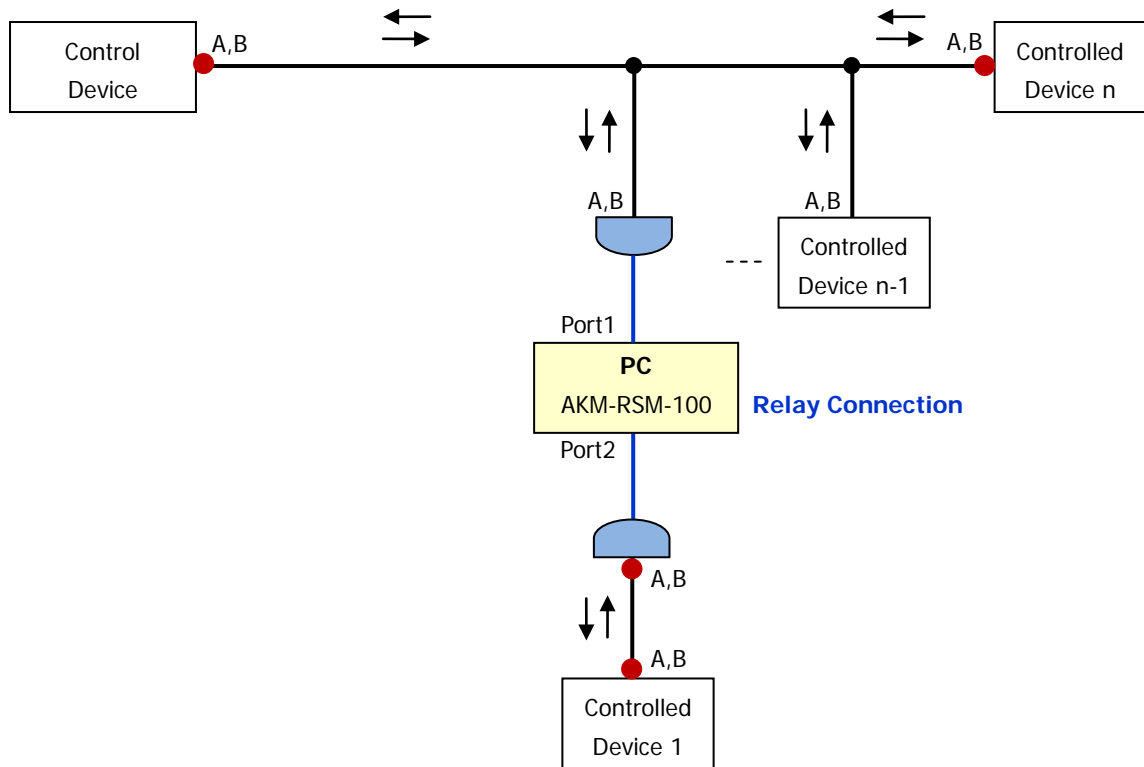 Control
Device
A,B
A,B
Controlled
Device n
A,B
A,B
Controlled
Device n-1
Port1
PC
AKM-RSM-100
Relay Connection
Port2
A,B
A,B
Controlled
Device 1